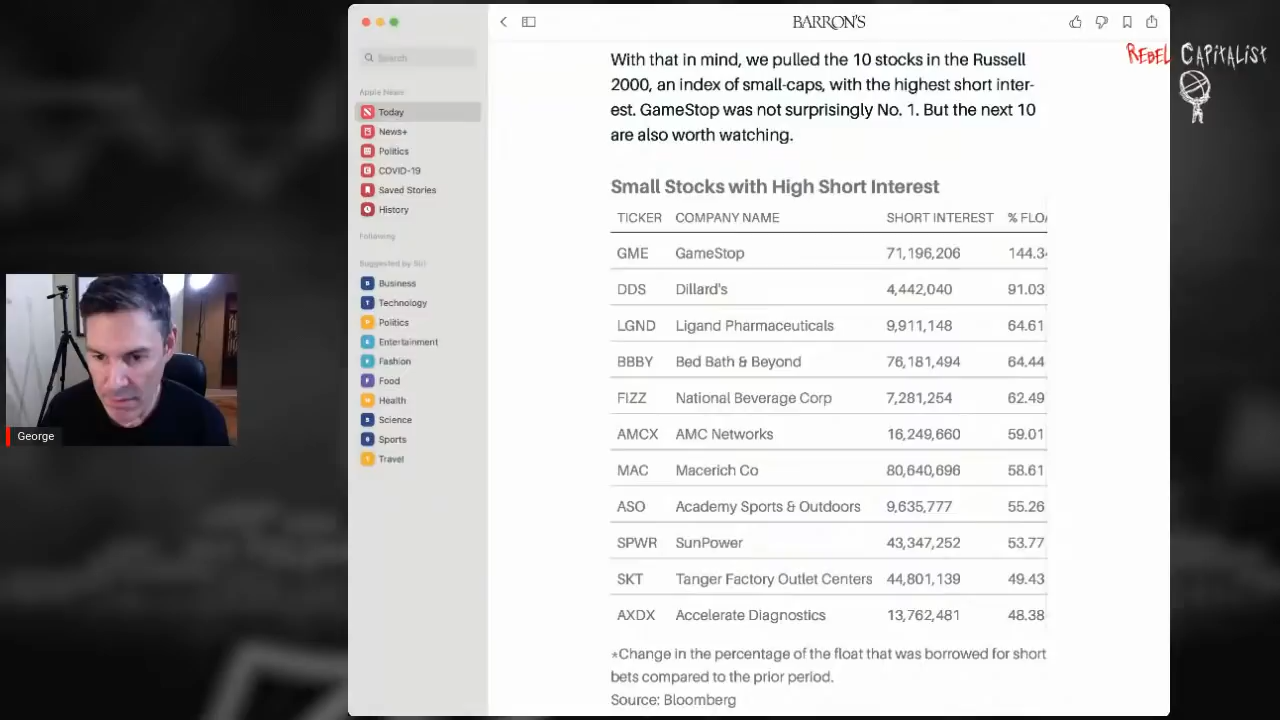 BARRON'S
REBEL CAPITALIST
Search
Apple News
Today
News+
Politics
COVID-19
Saved Stories
History
Following
Suggested by Siri
Business
Technology
Politics
Entertainment
Fashion
Food
Health
Science
Sports
Travel
George
With that in mind, we pulled the 10 stocks in the Russell
2000, an index of small-caps, with the highest short inter-
est. GameStop was not surprisingly No. 1. But the next 10
are also worth watching.
Small Stocks with High Short Interest
TICKER COMPANY NAME SHORT INTEREST % FLOA
GME GameStop 71,196,206 144.34
DDS Dillard's 4,442,040 91.03
LGND Ligand Pharmaceuticals 9,911,148 64.61
BBBY Bed Bath & Beyond 76,181,494 64.44
FIZZ National Beverage Corp 7,281,254 62.49
AMCX AMC Networks 16,249,660 59.01
MAC Macerich Co 80,640,696 58.61
ASO Academy Sports & Outdoors 9,635,777 55.26
SPWR SunPower 43,347,252 53.77
SKT Tanger Factory Outlet Centers 44,801,139 49.43
AXDX Accelerate Diagnostics 13,762,481 48.38
*Change in the percentage of the float that was borrowed for short
bets compared to the prior period.
Source: Bloomberg